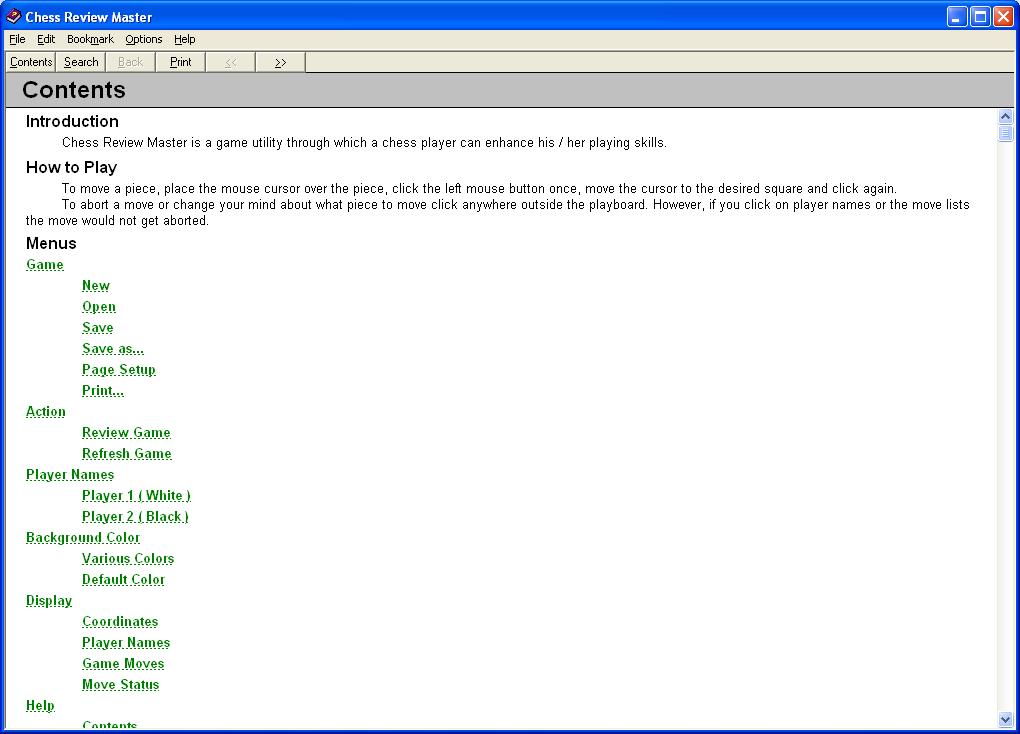 Chess Review Master
File Edit Bookmark Options Help
Contents Search Back Print << >>
Contents
Introduction
Chess Review Master is a game utility through which a chess player can enhance his / her playing skills.
How to Play
To move a piece, place the mouse cursor over the piece, click the left mouse button once, move the cursor to the desired square and click again.
To abort a move or change your mind about what piece to move click anywhere outside the playboard. However, if you click on player names or the move lists
the move would not get aborted.
Menus
Game
New
Open
Save
Save as...
Page Setup
Print...
Action
Review Game
Refresh Game
Player Names
Player 1 ( White )
Player 2 ( Black )
Background Color
Various Colors
Default Color
Display
Coordinates
Player Names
Game Moves
Move Status
Help
Contents